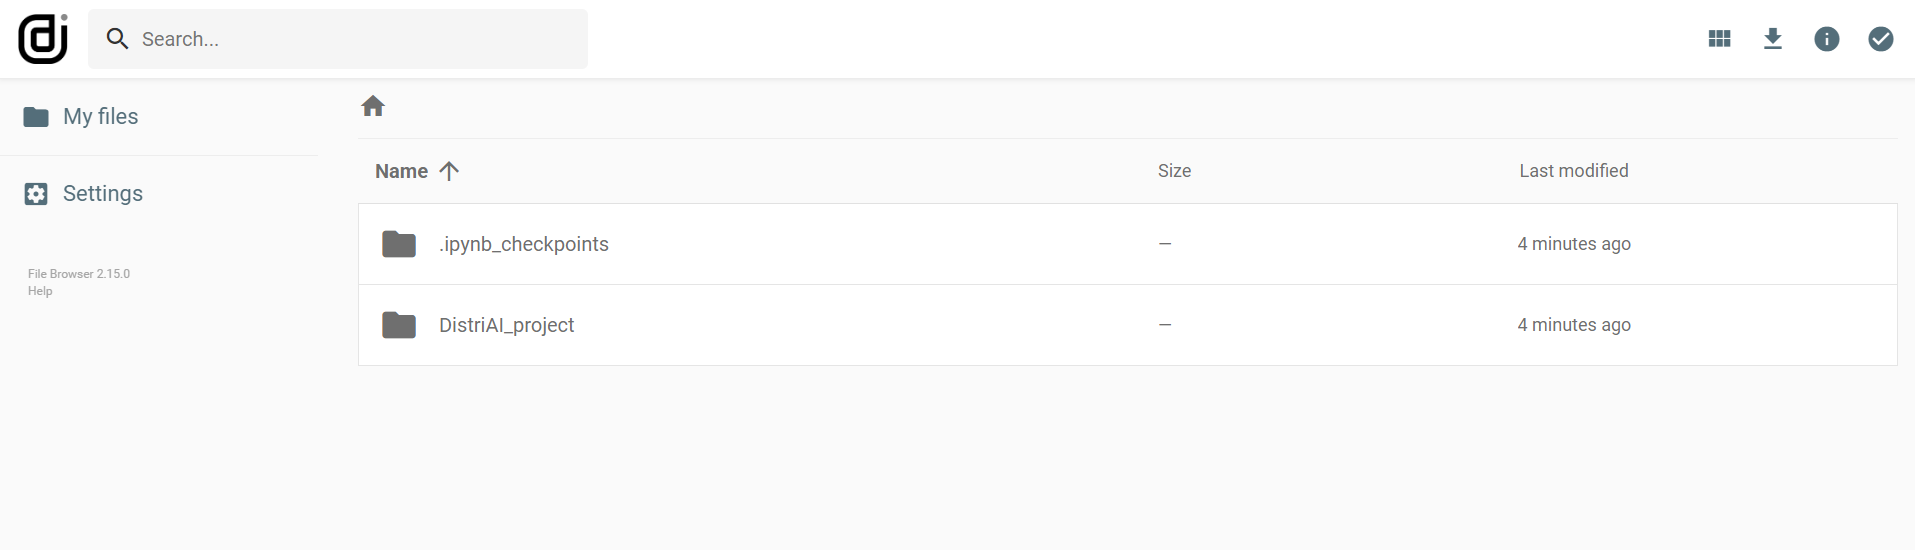 Search...
My files
Settings
File Browser 2.15.0
Help
Name Size Last modified
.ipynb_checkpoints — 4 minutes ago
DistriAI_project — 4 minutes ago